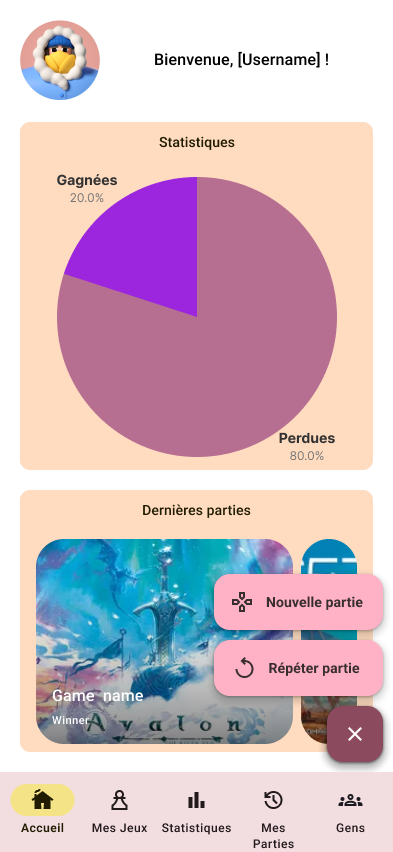 Bienvenue, [Username] !
Statistiques
Gagnées
20.0%
Perdues
80.0%
Dernières parties
Nouvelle partie
Répéter partie
Game name
Winner
Avalon
Accueil
Mes Jeux
Statistiques
Mes
Parties
Gens